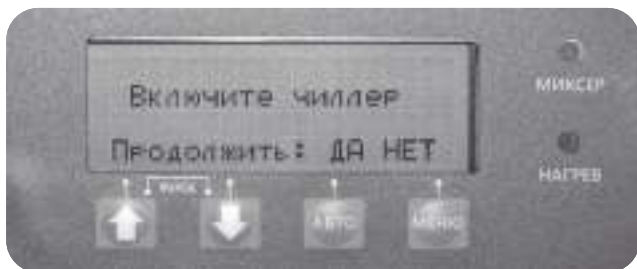 Включите чиллер
МИКСЕР
Продолжить: ДА НЕТ
НАГРЕВ
АВТО
МЕНЮ